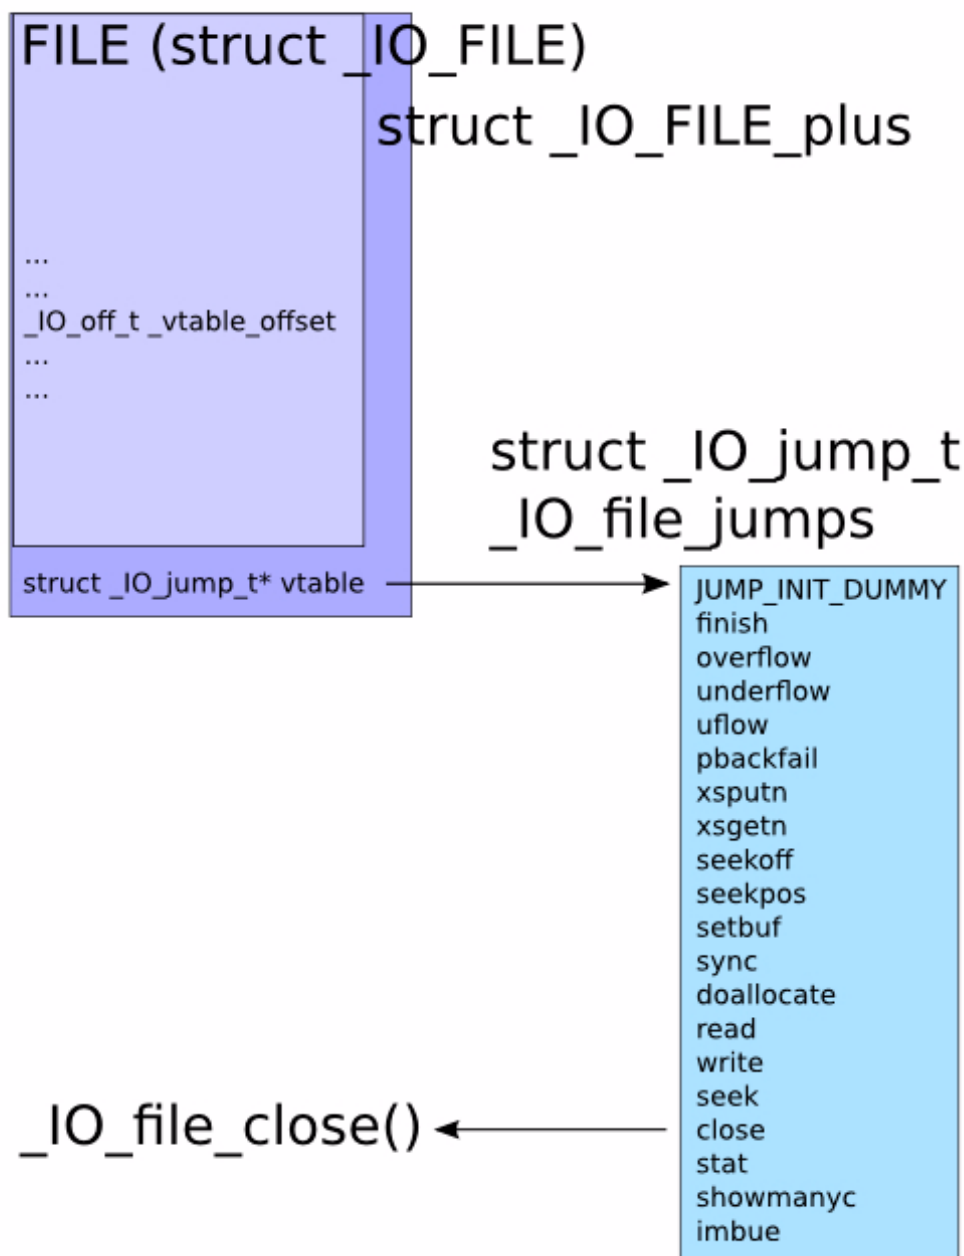 FILE (struct _IO_FILE)
struct _IO_FILE_plus
...
...
_IO_off_t _vtable_offset
...
...
struct _IO_jump_t
_IO_file_jumps
struct _IO_jump_t* vtable
JUMP_INIT_DUMMY
finish
overflow
underflow
uflow
pbackfail
xsputn
xsgetn
seekoff
seekpos
setbuf
sync
doallocate
read
write
seek
_IO_file_close()
close
stat
showmanyc
imbue